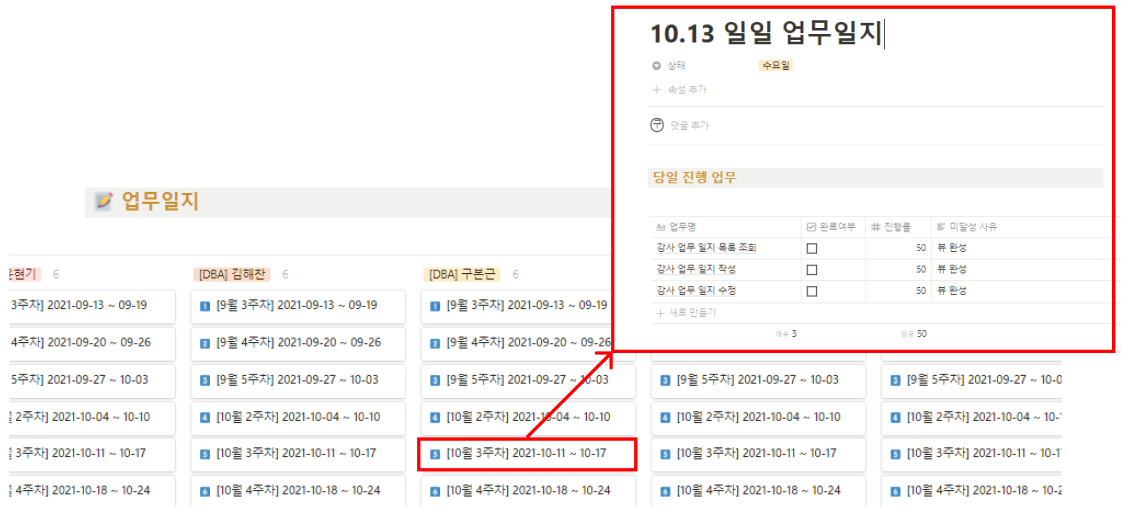 10.13 일일 업무일지
상태 수요일
속성 추가
댓글 추가
당일 진행 업무
Aa 업무명 완료여부 # 진행률 미달성 사유
강사 업무 일지 목록 조회 50 뷰 완성
강사 업무 일지 작성 50 뷰 완성
강사 업무 일지 수정 50 뷰 완성
새로 만들기
개수 3 평균 50
업무일지
현기 6 [DBA] 김해찬 6 [DBA] 구본근 6
3주차] 2021-09-13 ~ 09-19 1 [9월 3주차] 2021-09-13 ~ 09-19 1 [9월 3주차] 2021-09-13 ~ 09-19
4주차] 2021-09-20 ~ 09-26 2 [9월 4주차] 2021-09-20 ~ 09-26 2 [9월 4주차] 2021-09-20 ~ 09-26
5주차] 2021-09-27 ~ 10-03 3 [9월 5주차] 2021-09-27 ~ 10-03 3 [9월 5주차] 2021-09-27 ~ 10-03 3 [9월 5주차] 2021-09-27 ~ 10-03 3 [9월 5주차] 2021-09-27 ~ 10-0
2주차] 2021-10-04 ~ 10-10 4 [10월 2주차] 2021-10-04 ~ 10-10 4 [10월 2주차] 2021-10-04 ~ 10-10 4 [10월 2주차] 2021-10-04 ~ 10-10 4 [10월 2주차] 2021-10-04 ~ 10-
3주차] 2021-10-11 ~ 10-17 5 [10월 3주차] 2021-10-11 ~ 10-17 5 [10월 3주차] 2021-10-11 ~ 10-17 5 [10월 3주차] 2021-10-11 ~ 10-17 5 [10월 3주차] 2021-10-11 ~ 10-1
4주차] 2021-10-18 ~ 10-24 6 [10월 4주차] 2021-10-18 ~ 10-24 6 [10월 4주차] 2021-10-18 ~ 10-24 6 [10월 4주차] 2021-10-18 ~ 10-24 6 [10월 4주차] 2021-10-18 ~ 10-2